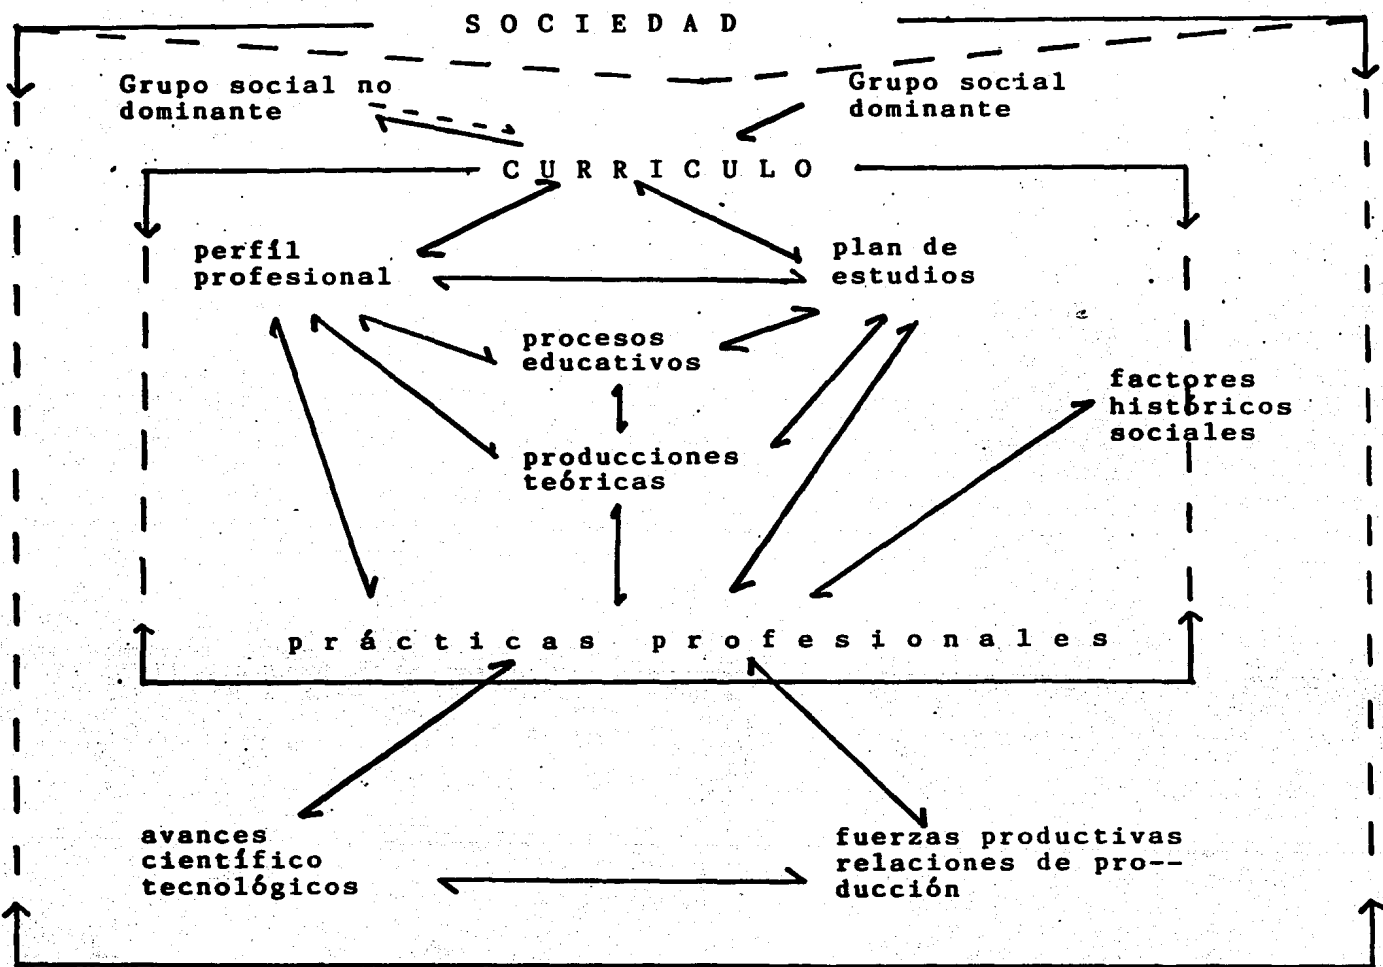 S O C I E D A D
Grupo social no
dominante
Grupo social
dominante
C U R R I C U L O
perfíl
profesional
plan de
estudios
procesos
educativos
factores
históricos
sociales
producciones
teóricas
p r á c t i c a s   p r o f e s i o n a l e s
avances
científico
tecnológicos
fuerzas productivas
relaciones de pro--
ducción